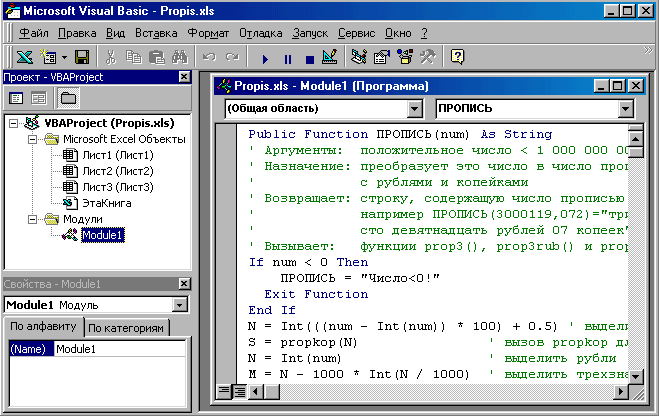 Microsoft Visual Basic - Propis.xls
Файл Правка Вид Вставка Формат Отладка Запуск Сервис Окно ?
Проект - VBAProject
VBAProject (Propis.xls)
Microsoft Excel Объекты
Лист1 (Лист1)
Лист2 (Лист2)
Лист3 (Лист3)
ЭтаКнига
Модули
Module1
Свойства - Module1
Module1 Модуль
По алфавиту По категориям
(Name) Module1
Propis.xls - Module1 (Программа)
(Общая область) ПРОПИСЬ
Public Function ПРОПИСЬ(num) As String
' Аргументы: положительное число < 1 000 000 00
' Назначение: преобразует это число в число проп
с рублями и копейками
' Возвращает: строку, содержащую число прописью
' например ПРОПИСЬ(3000119,072)="три
' сто девятнадцать рублей 07 копеек"
' Вызывает: функции prop3(), prop3rub() и prop
If num < 0 Then
ПРОПИСЬ = "Число<0!"
Exit Function
End If
N = Int(((num - Int(num)) * 100) + 0.5) ' выдели
S = propkop(N) ' вызов propkop дл
N = Int(num) ' выделить рубли
M = N - 1000 * Int(N / 1000) ' выделить трехзна